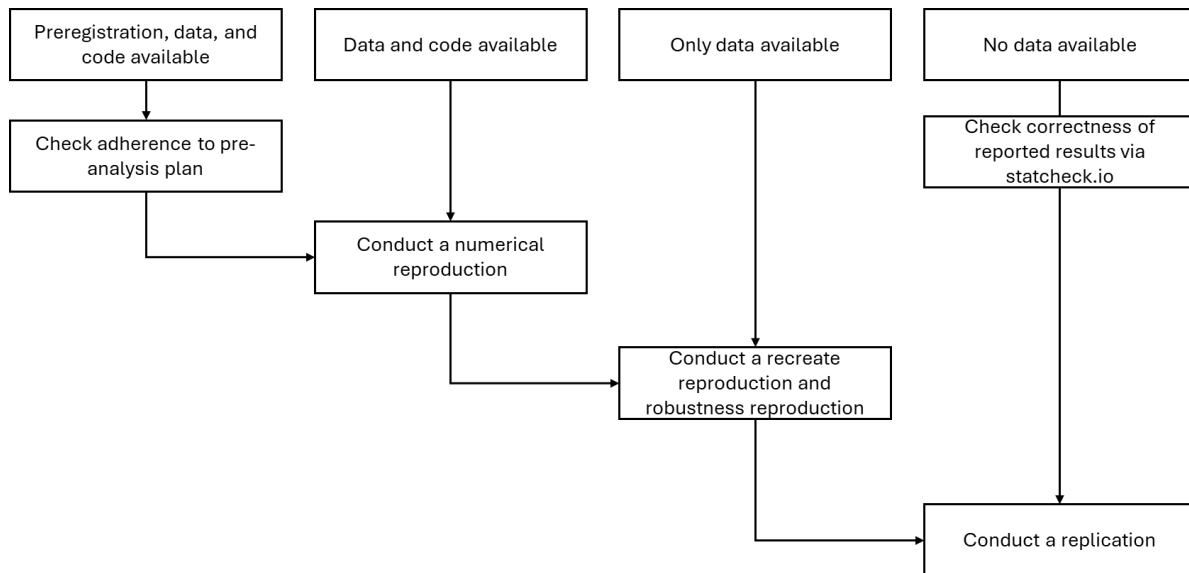 Preregistration, data, and
code available
Data and code available
Only data available
No data available
Check adherence to pre-
analysis plan
Check correctness of
reported results via
statcheck.io
Conduct a numerical
reproduction
Conduct a recreate
reproduction and
robustness reproduction
Conduct a replication